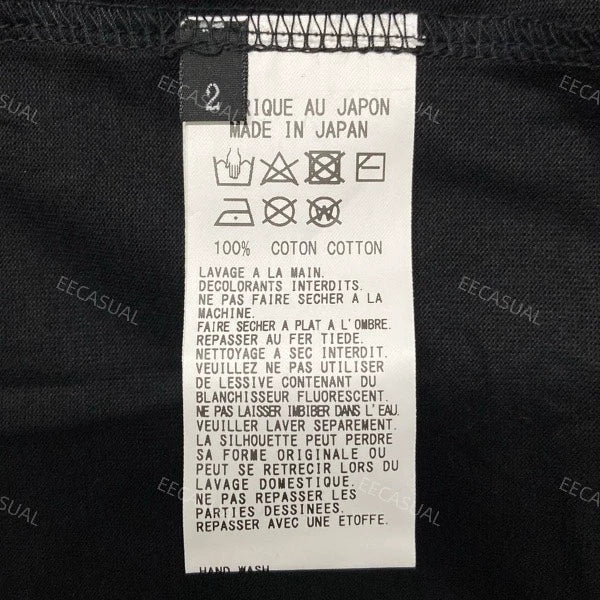 2
RIQUE AU JAPON
MADE IN JAPAN
100% COTON COTTON
LAVAGE A LA MAIN.
DECOLORANTS INTERDITS.
NE PAS FAIRE SECHER A LA
MACHINE.
FAIRE SECHER A PLAT A L'OMBRE.
REPASSER AU FER TIEDE.
NETTOYAGE A SEC INTERDIT.
VEUILLEZ NE PAS UTILISER
DE LESSIVE CONTENANT DU
BLANCHISSEUR FLUORESCENT.
NE PAS LAISSER IMBIBER DANS L'EAU.
VEUILLER LAVER SEPAREMENT.
LA SILHOUETTE PEUT PERDRE
SA FORME ORIGINALE OU
PEUT SE RETRECIR LORS DU
LAVAGE DOMESTIQUE.
NE PAS REPASSER LES
PARTIES DESSINEES.
REPASSER AVEC UNE ETOFFE.
HAND WASH
EECASUAL
EECASUAL
EECASUAL
EECASUAL
EECASUAL
EECASUAL
EECASUAL
EECASUAL